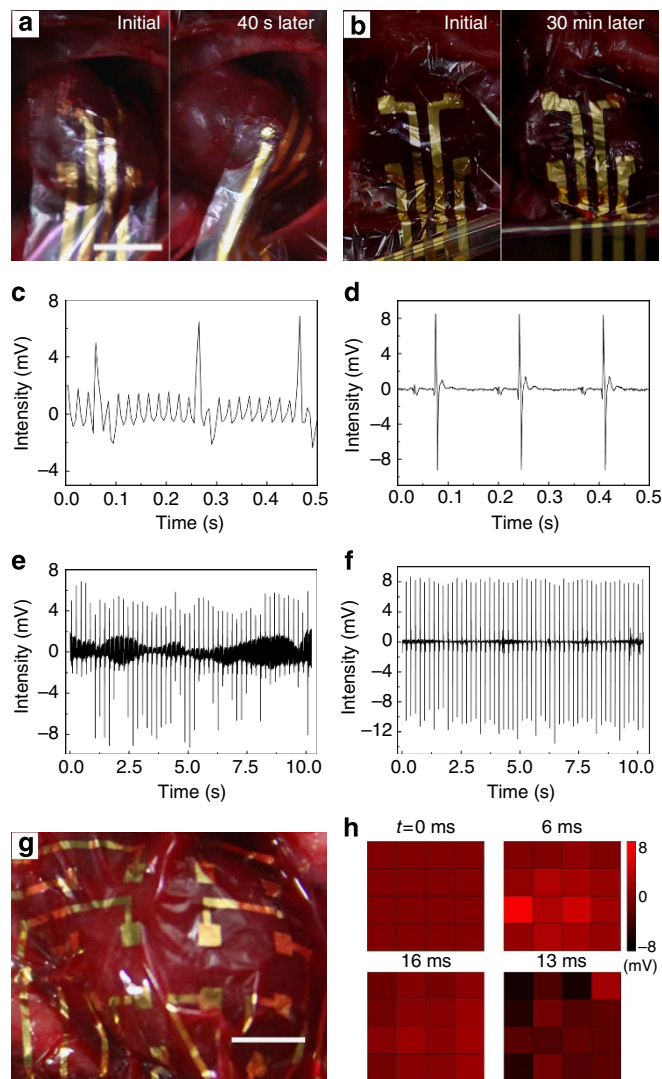 a
Initial
40 s later
b
Initial
30 min later
c
8
4
0
−4
Intensity (mV)
0.0
0.1
0.2
0.3
0.4
0.5
Time (s)
d
8
4
0
−4
−8
Intensity (mV)
0.0
0.1
0.2
0.3
0.4
0.5
Time (s)
e
8
4
0
−4
−8
Intensity (mV)
0.0
2.5
5.0
7.5
10.0
Time (s)
f
8
4
0
−4
−8
−12
Intensity (mV)
0.0
2.5
5.0
7.5
10.0
Time (s)
g
h
t=0 ms
6 ms
8
0
−8
(mV)
16 ms
13 ms